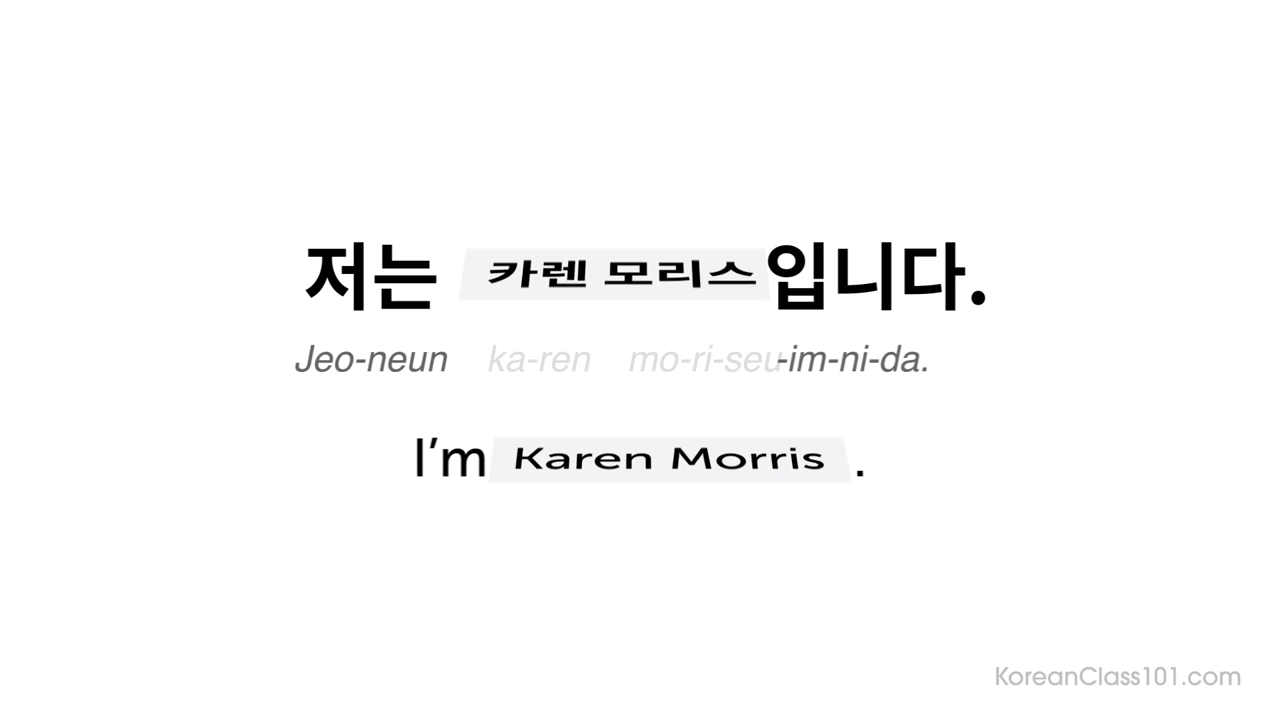 저는 카렌 모리스입니다.
Jeo-neun ka-ren mo-ri-seu-im-ni-da.
I'm Karen Morris.
KoreanClass101.com